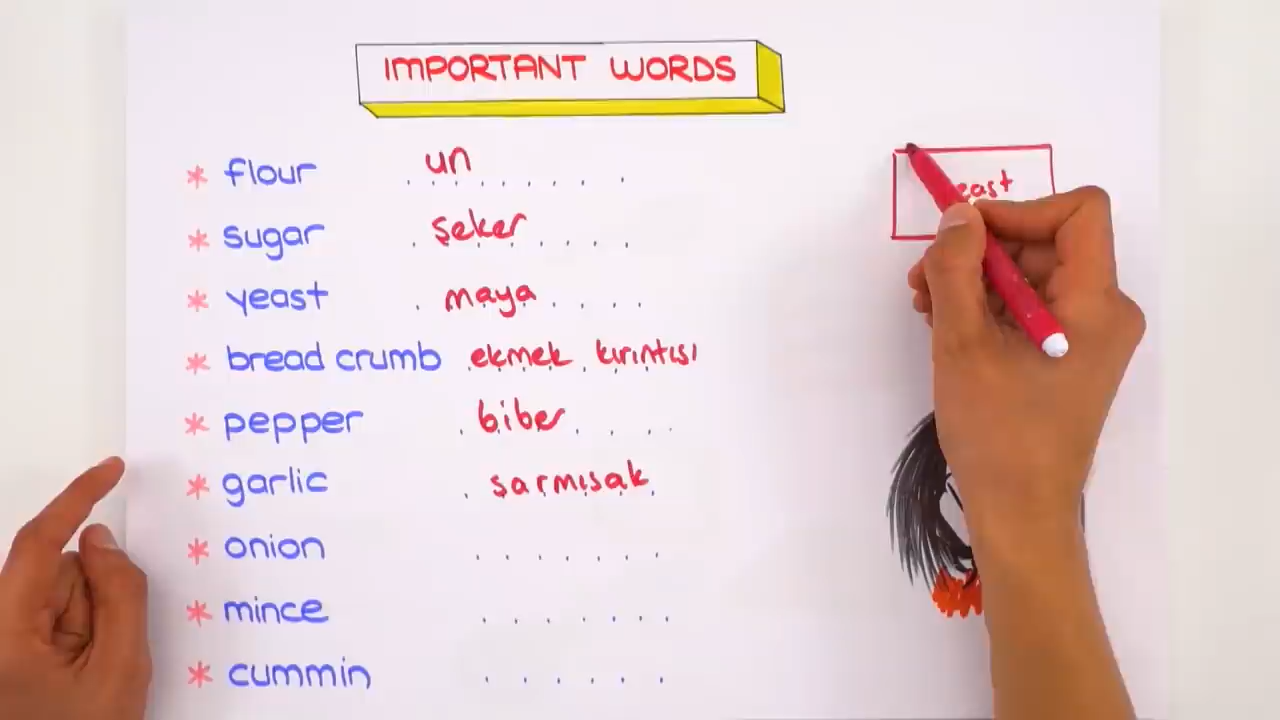 IMPORTANT WORDS
* flour un
* sugar şeker
* yeast maya
* bread crumb ekmek kırıntısı
* pepper biber
* garlic sarmısak
* onion
* mince
* cummin